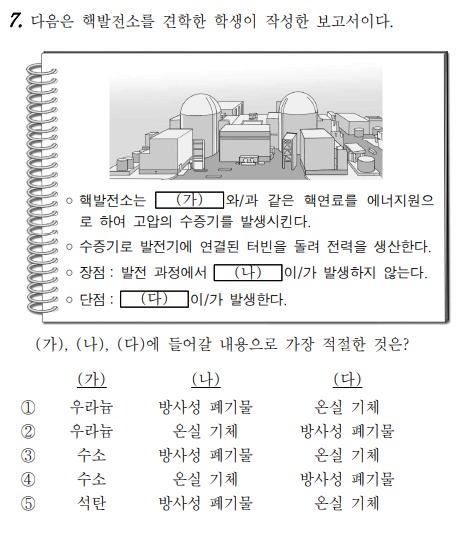 7. 다음은 핵발전소를 견학한 학생이 작성한 보고서이다.
○ 핵발전소는 (가) 와/과 같은 핵연료를 에너지원으
로 하여 고압의 수증기를 발생시킨다.
○ 수증기로 발전기에 연결된 터빈을 돌려 전력을 생산한다.
○ 장점 : 발전 과정에서 (나) 이/가 발생하지 않는다.
○ 단점 : (다) 이/가 발생한다.
(가), (나), (다)에 들어갈 내용으로 가장 적절한 것은?
(가) (나) (다)
① 우라늄 방사성 폐기물 온실 기체
② 우라늄 온실 기체 방사성 폐기물
③ 수소 방사성 폐기물 온실 기체
④ 수소 온실 기체 방사성 폐기물
⑤ 석탄 방사성 폐기물 온실 기체